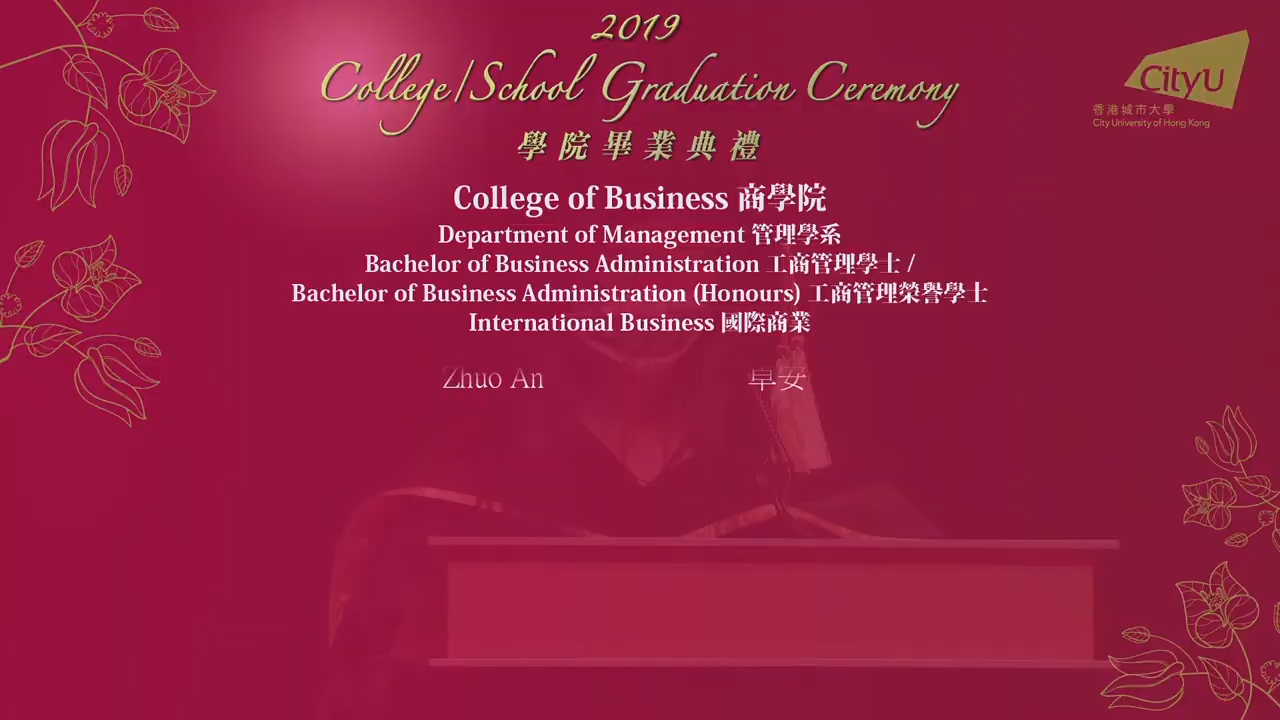 2019
College/School Graduation Ceremony
學院畢業典禮
CityU
香港城市大學
City University of Hong Kong
College of Business 商學院
Department of Management 管理學系
Bachelor of Business Administration 工商管理學士 /
Bachelor of Business Administration (Honours) 工商管理榮譽學士
International Business 國際商業
Zhuo An 卓安